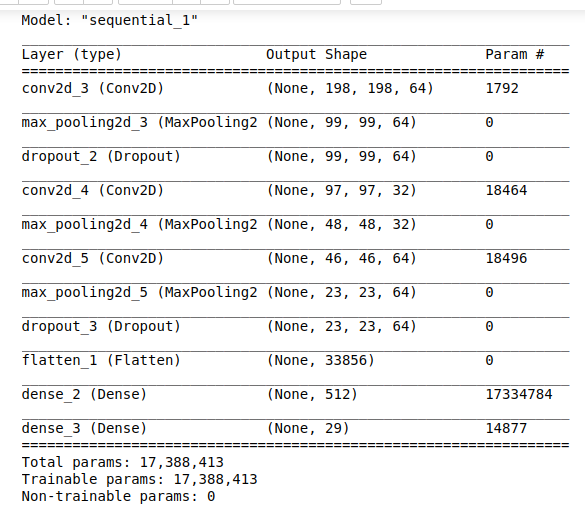 Model: "sequential_1"
Layer (type) Output Shape Param #
conv2d_3 (Conv2D) (None, 198, 198, 64) 1792
max_pooling2d_3 (MaxPooling2 (None, 99, 99, 64) 0
dropout_2 (Dropout) (None, 99, 99, 64) 0
conv2d_4 (Conv2D) (None, 97, 97, 32) 18464
max_pooling2d_4 (MaxPooling2 (None, 48, 48, 32) 0
conv2d_5 (Conv2D) (None, 46, 46, 64) 18496
max_pooling2d_5 (MaxPooling2 (None, 23, 23, 64) 0
dropout_3 (Dropout) (None, 23, 23, 64) 0
flatten_1 (Flatten) (None, 33856) 0
dense_2 (Dense) (None, 512) 17334784
dense_3 (Dense) (None, 29) 14877
Total params: 17,388,413
Trainable params: 17,388,413
Non-trainable params: 0